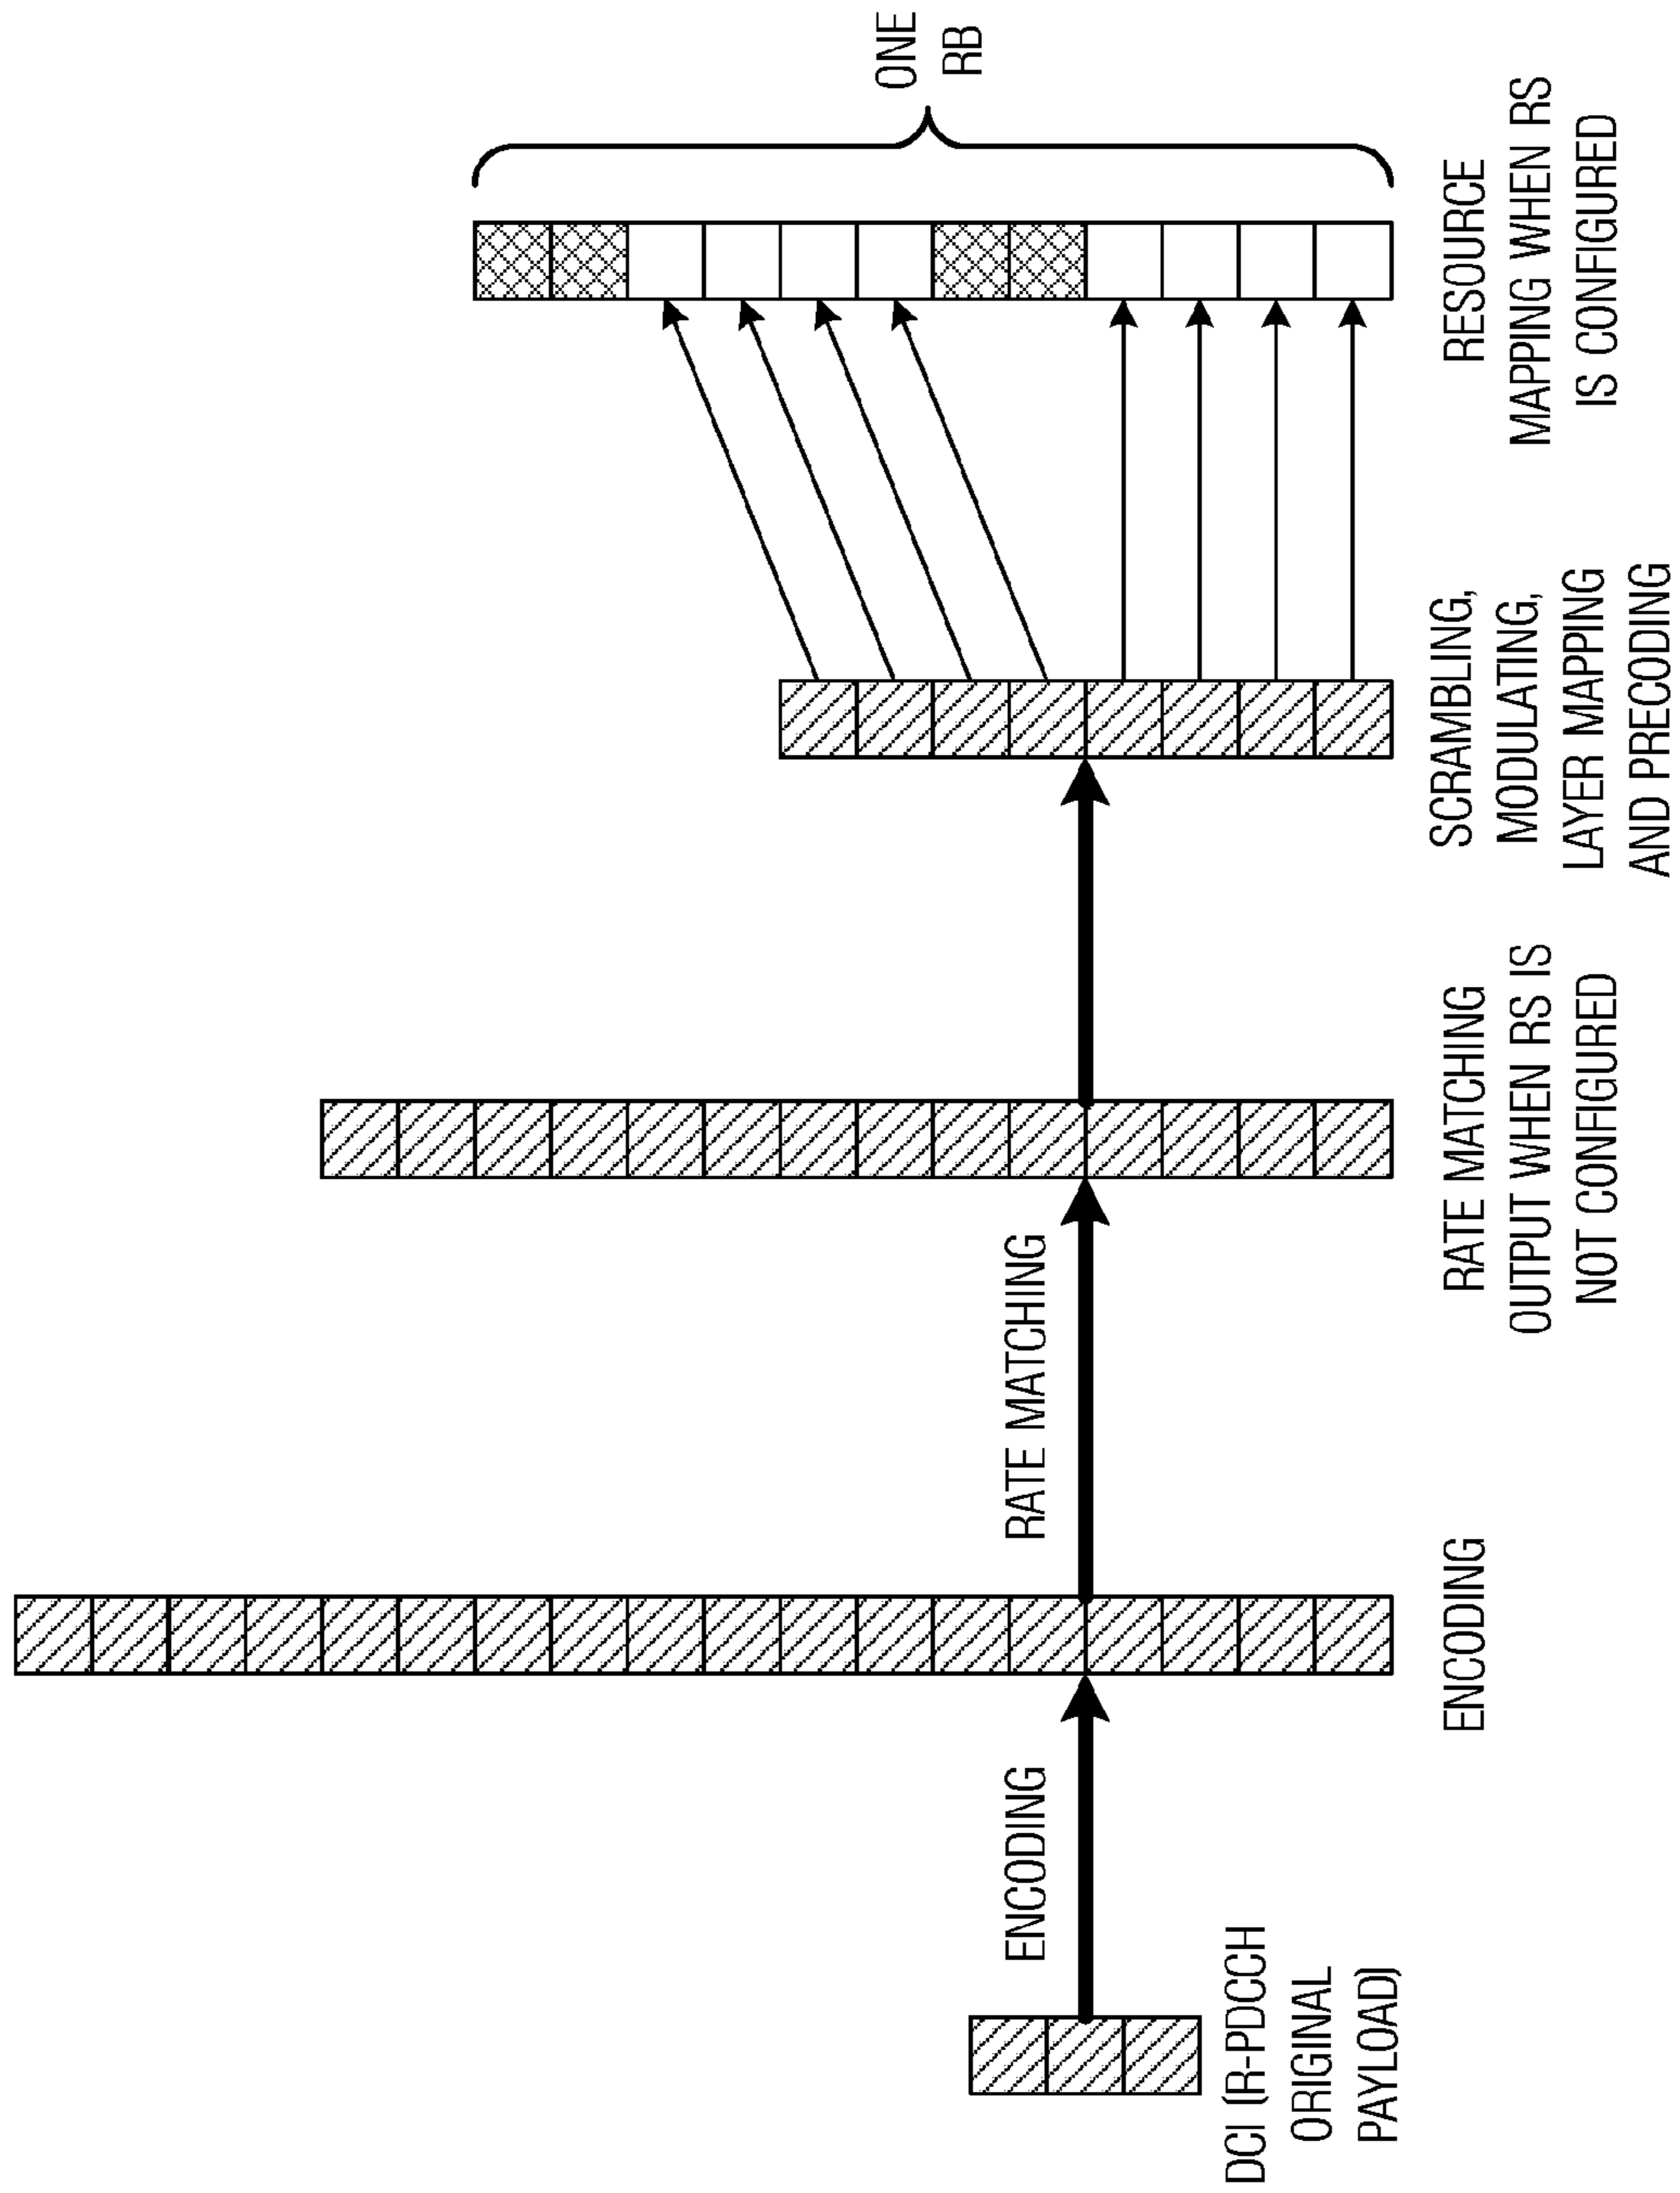 DCI (R-PDCCH
ORIGINAL
PAYLOAD)
ENCODING
ENCODING
RATE MATCHING
RATE MATCHING
OUTPUT WHEN RS IS
NOT CONFIGURED
SCRAMBLING,
MODULATING,
LAYER MAPPING
AND PRECODING
RESOURCE
MAPPING WHEN RS
IS CONFIGURED
ONE
RB